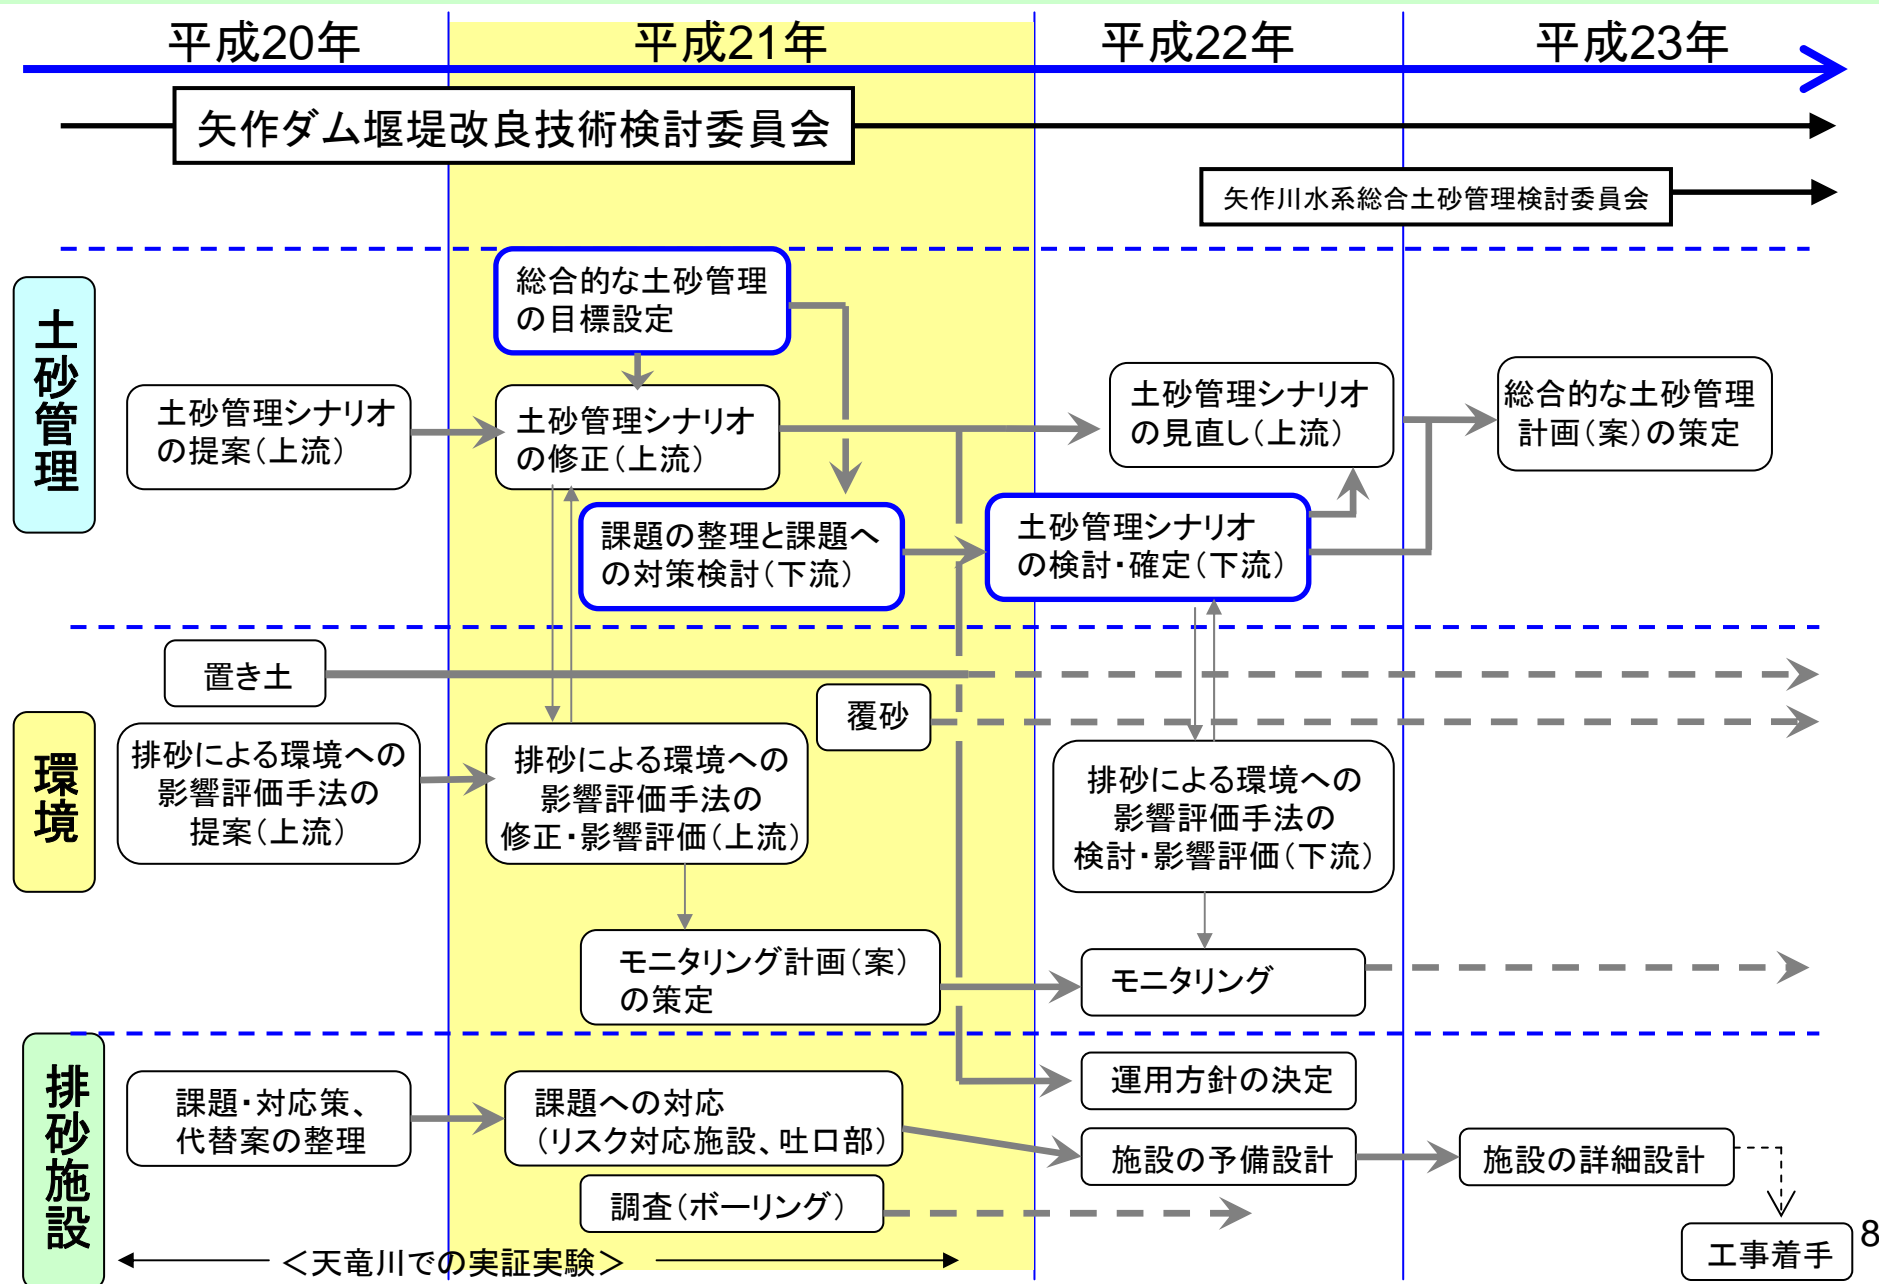 平成20年
平成21年
平成22年
平成23年
矢作ダム堰堤改良技術検討委員会
矢作川水系総合土砂管理検討委員会
土砂管理
総合的な土砂管理
の目標設定
土砂管理シナリオ
の提案(上流)
土砂管理シナリオ
の修正(上流)
土砂管理シナリオ
の見直し(上流)
総合的な土砂管理
計画(案)の策定
課題の整理と課題へ
の対策検討(下流)
土砂管理シナリオ
の検討・確定(下流)
環境
置き土
覆砂
排砂による環境への
影響評価手法の
提案(上流)
排砂による環境への
影響評価手法の
修正・影響評価(上流)
排砂による環境への
影響評価手法の
検討・影響評価(下流)
モニタリング計画(案)
の策定
モニタリング
排砂施設
課題・対応策、
代替案の整理
課題への対応
(リスク対応施設、吐口部)
運用方針の決定
施設の予備設計
施設の詳細設計
調査(ボーリング)
工事着手
<天竜川での実証実験>
8